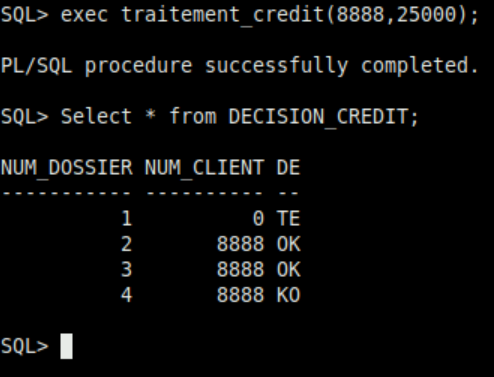 SQL> exec traitement_credit(8888,25000);
PL/SQL procedure successfully completed.
SQL> Select * from DECISION_CREDIT;
NUM_DOSSIER NUM_CLIENT DE
----------- ---------- --
1 0 TE
2 8888 OK
3 8888 OK
4 8888 KO
SQL>